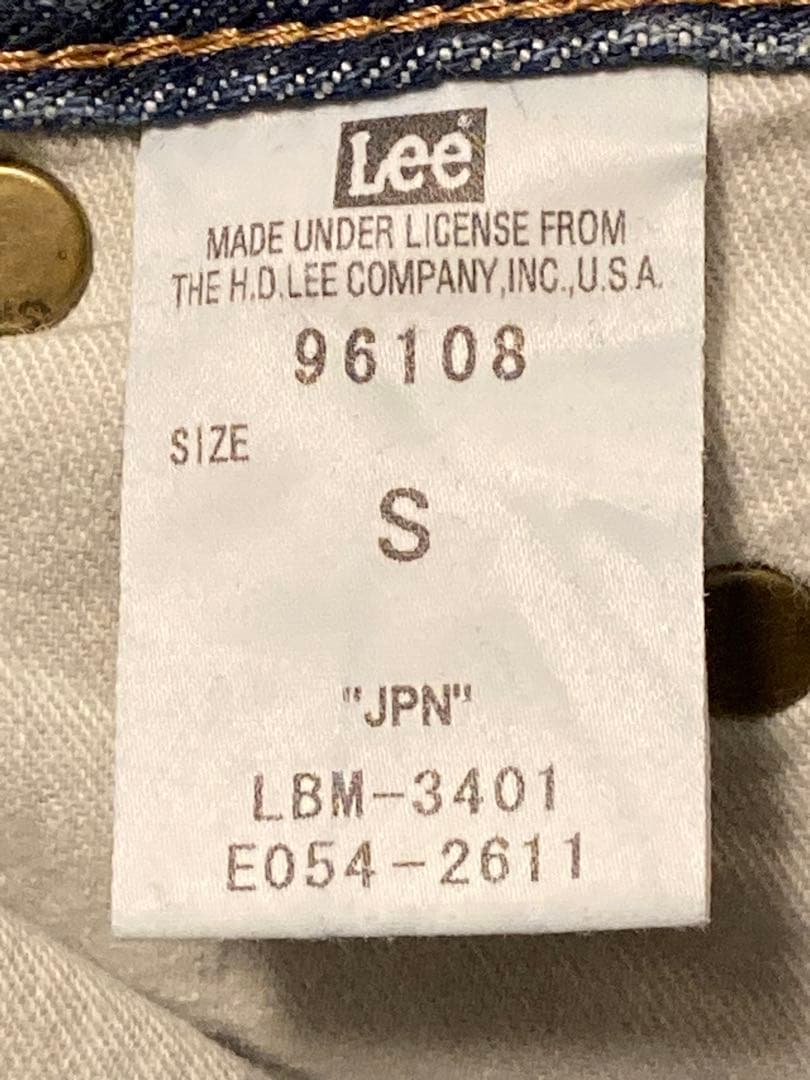 Lee®
MADE UNDER LICENSE FROM
THE H.D.LEE COMPANY,INC.,U.S.A.
96108
SIZE
S
"JPN"
LBM-3401
E054-2611